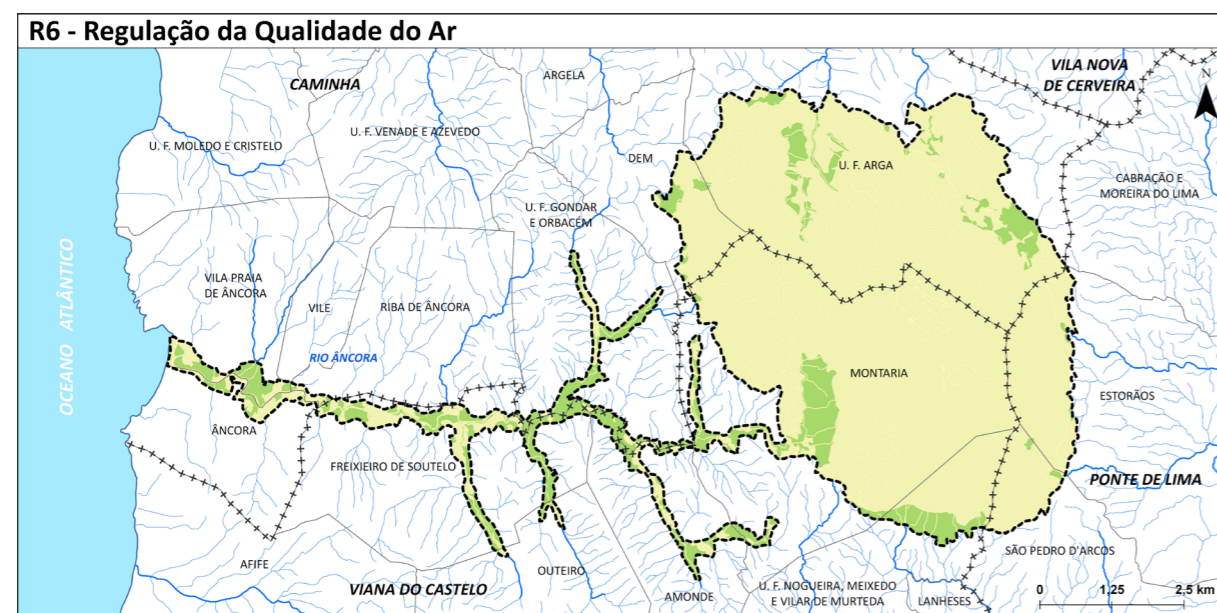 R6 - Regulação da Qualidade do Ar
CAMINHA
ARGELA
VILA NOVA
DE CERVEIRA
N
U. F. VENADE E AZEVEDO
U. F. MOLEDO E CRISTELO
DEM
U. F. ARGA
CABRAÇÃO E
MOREIRA DO LIMA
U. F. GONDAR
E ORBACÉM
OCEANO ATLÂNTICO
VILA PRAIA
DE ÂNCORA
VILE
RIBA DE ÂNCORA
RIO ÂNCORA
MONTARIA
ESTORÃOS
ÂNCORA
FREIXIEIRO DE SOUTELO
PONTE DE LIMA
AFIFE
VIANA DO CASTELO
OUTEIRO
AMONDE
U. F. NOGUEIRA, MEIXEDO
E VILAR DE MURTEDA
LANHESES
SÃO PEDRO D'ARCOS
0 1,25 2,5 km